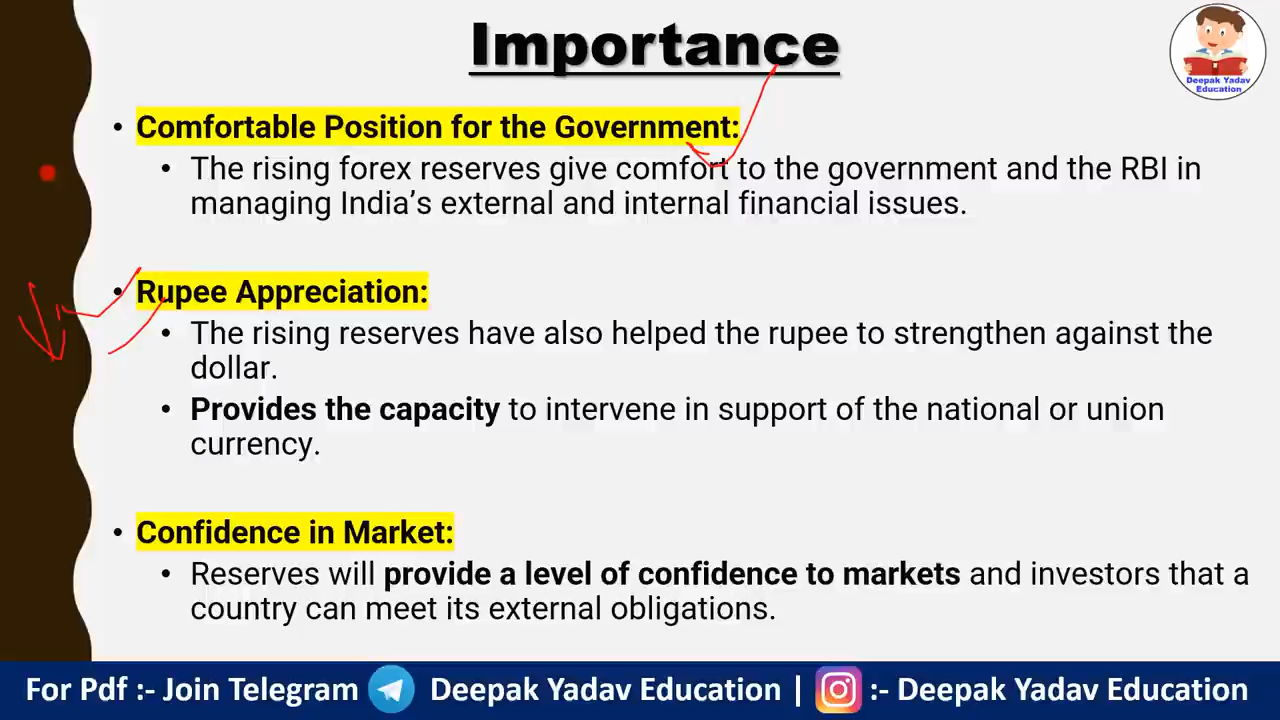 Importance
Deepak Yadav
Education
• Comfortable Position for the Government:
• The rising forex reserves give comfort to the government and the RBI in
managing India’s external and internal financial issues.
• Rupee Appreciation:
• The rising reserves have also helped the rupee to strengthen against the
dollar.
• Provides the capacity to intervene in support of the national or union
currency.
• Confidence in Market:
• Reserves will provide a level of confidence to markets and investors that a
country can meet its external obligations.
For Pdf :- Join Telegram Deepak Yadav Education | :- Deepak Yadav Education